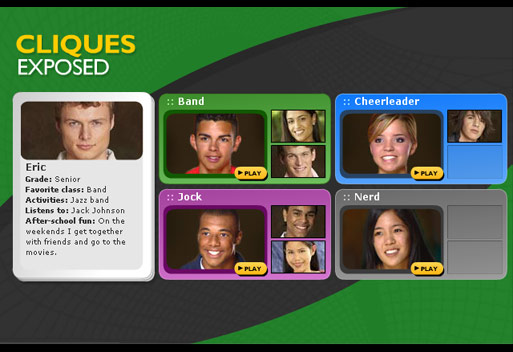 CLIQUES
EXPOSED
Eric
Grade: Senior
Favorite class: Band
Activities: Jazz band
Listens to: Jack Johnson
After-school fun: On the
weekends I get together
with friends and go to the
movies.
:: Band
PLAY
:: Cheerleader
PLAY
:: Jock
PLAY
:: Nerd
PLAY